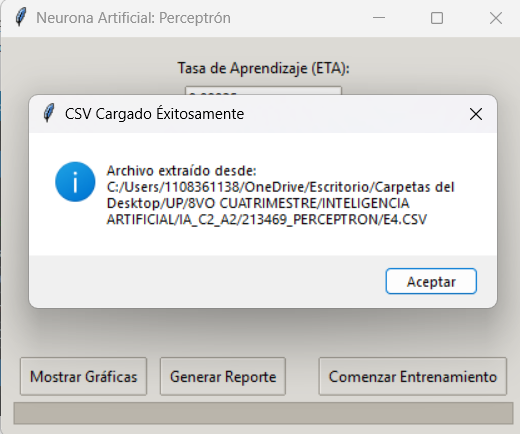 Neurona Artificial: Perceptrón
Tasa de Aprendizaje (ETA):
CSV Cargado Éxitosamente
Archivo extraído desde:
C:/Users/1108361138/OneDrive/Escritorio/Carpetas del
Desktop/UP/8VO CUATRIMESTRE/INTELIGENCIA
ARTIFICIAL/IA_C2_A2/213469_PERCEPTRON/E4.CSV
Aceptar
Mostrar Gráficas
Generar Reporte
Comenzar Entrenamiento